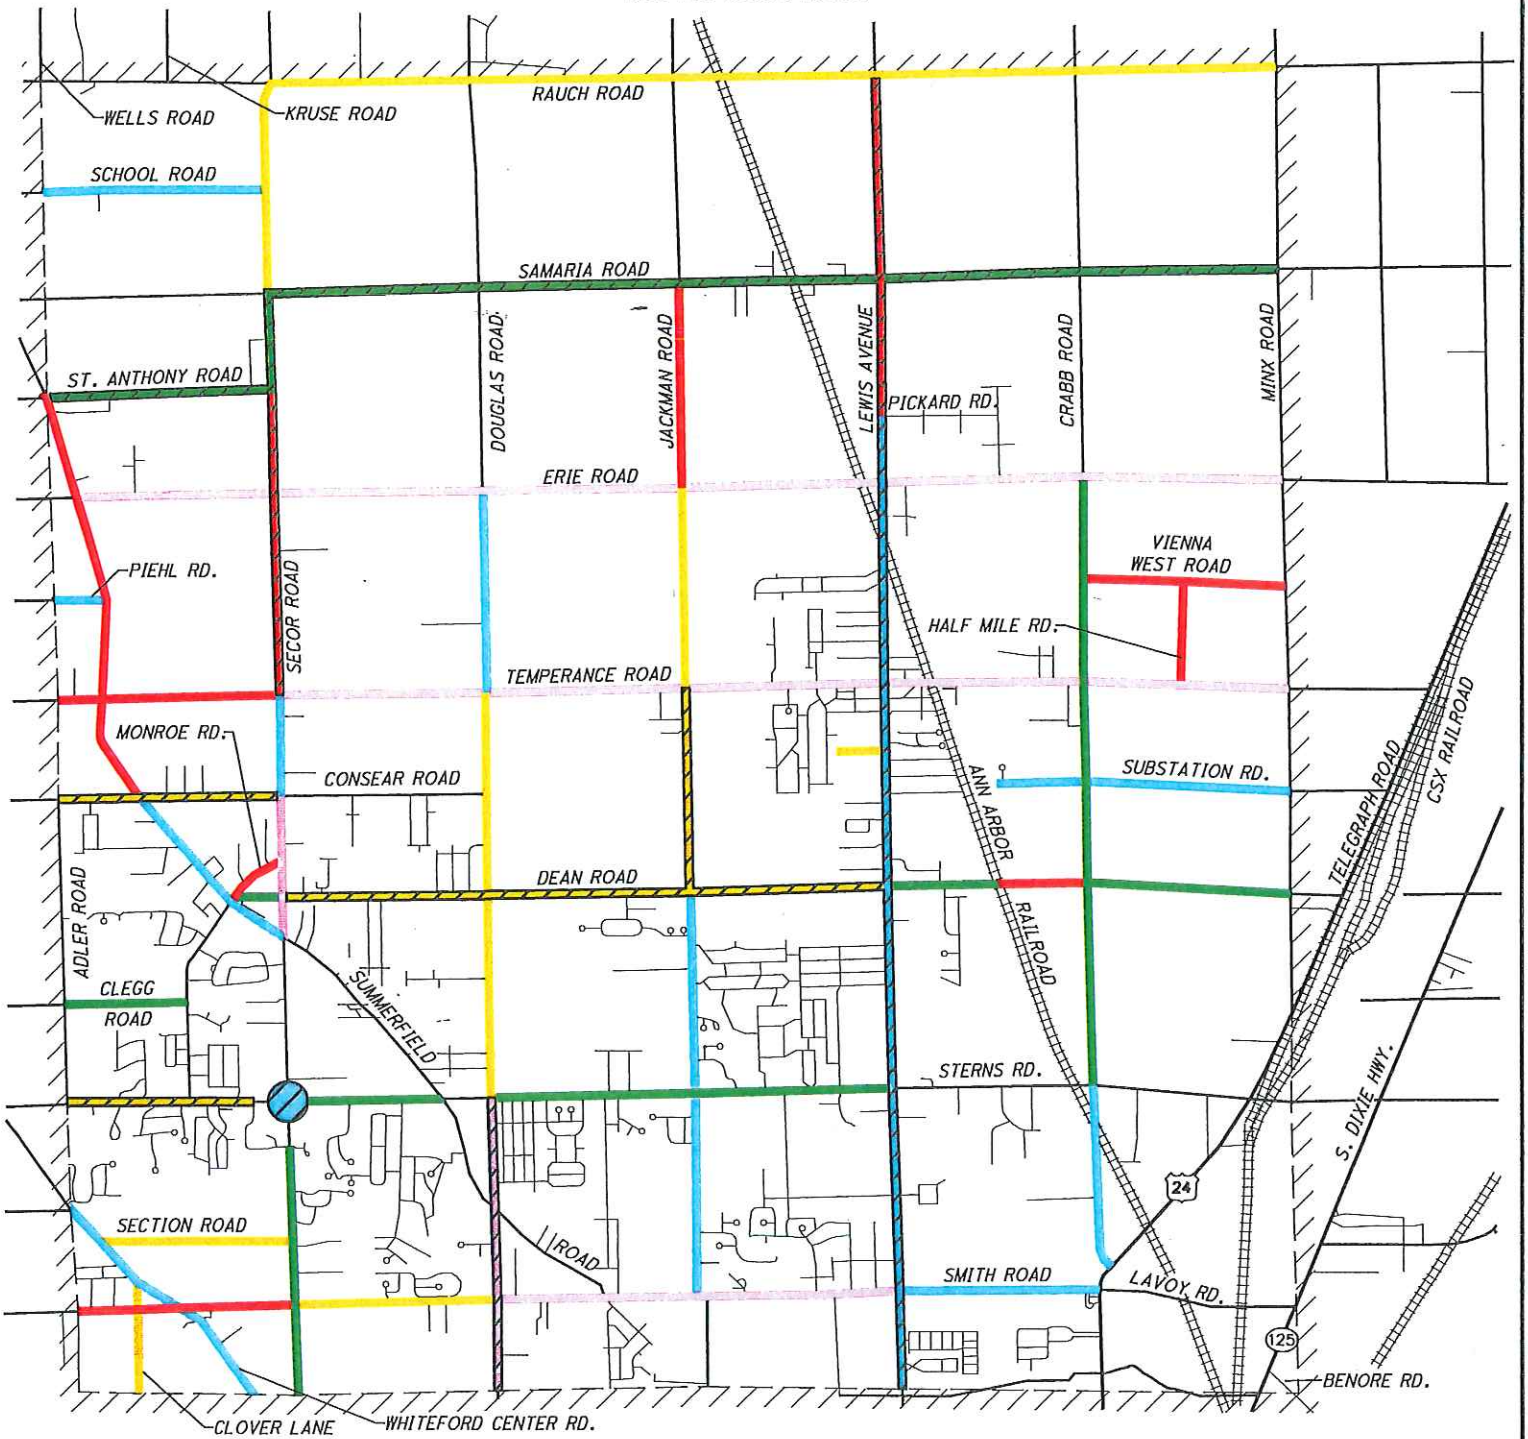 RAUCH ROAD
WELLS ROAD
KRUSE ROAD
SCHOOL ROAD
SAMARIA ROAD
DOUGLAS ROAD
JACKMAN ROAD
LEWIS AVENUE
CRABB ROAD
MINX ROAD
ST. ANTHONY ROAD
PICKARD RD.
ERIE ROAD
VIENNA
WEST ROAD
PIEHL RD.
SECOR ROAD
HALF MILE RD.
TEMPERANCE ROAD
MONROE RD.
CONSEAR ROAD
SUBSTATION RD.
TELEGRAPH ROAD
CSX RAILROAD
ANN ARBOR
RAILROAD
DEAN ROAD
ADLER ROAD
CLEGG
ROAD
SUMMERFIELD
ROAD
STERNS RD.
S. DIXIE HWY.
24
SECTION ROAD
SMITH ROAD
LAVOY RD.
125
BENORE RD.
CLOVER LANE
WHITEFORD CENTER RD.